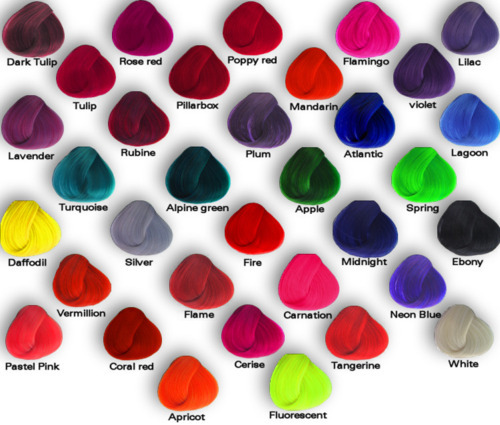 Dark Tulip
Rose red
Poppy red
Flamingo
Lilac
Tulip
Pillarbox
Mandarin
violet
Lavender
Rubine
Plum
Atlantic
Lagoon
Turquoise
Alpine green
Apple
Spring
Daffodil
Silver
Fire
Midnight
Ebony
Vermillion
Flame
Carnation
Neon Blue
Pastel Pink
Coral red
Cerise
Tangerine
White
Apricot
Fluorescent